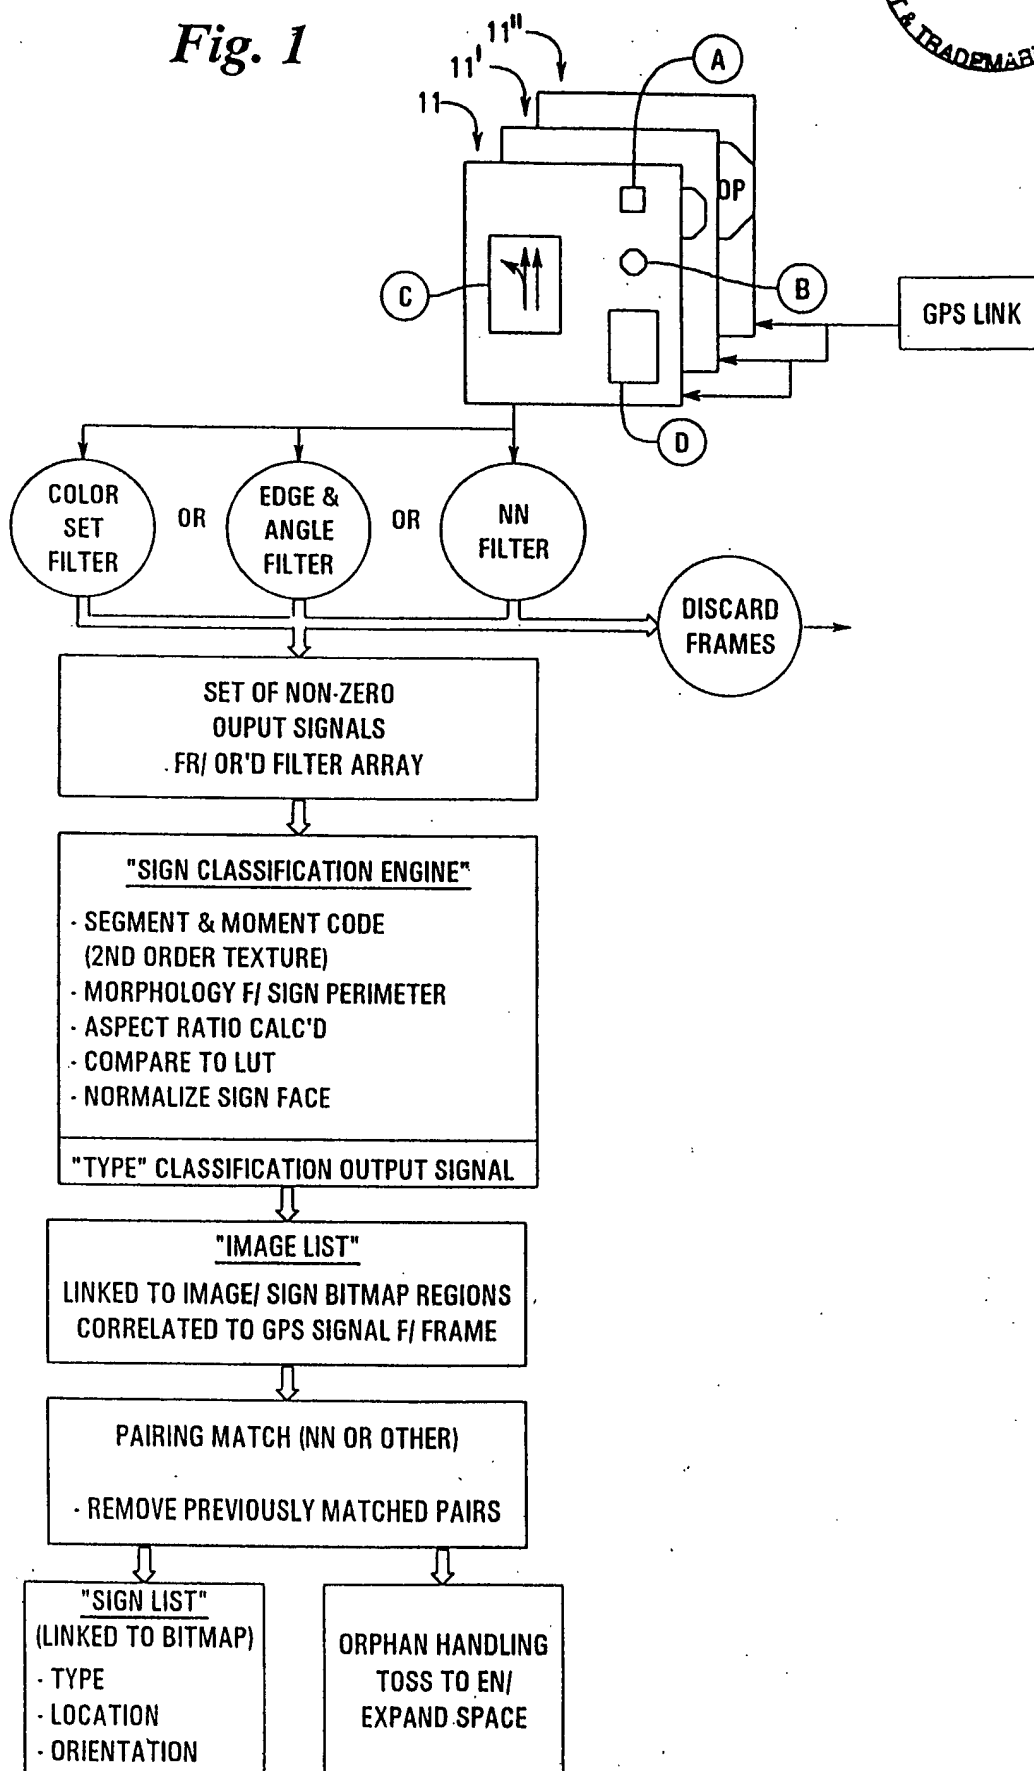 Fig. 1
T & TRADEMAR
11"
11'
11
A
OP
C
B
GPS LINK
D
COLOR
SET
FILTER
OR
EDGE &
ANGLE
FILTER
OR
NN
FILTER
DISCARD
FRAMES
SET OF NON-ZERO
OUPUT SIGNALS
FR/ OR'D FILTER ARRAY
"SIGN CLASSIFICATION ENGINE"
- SEGMENT & MOMENT CODE
(2ND ORDER TEXTURE)
- MORPHOLOGY F/ SIGN PERIMETER
- ASPECT RATIO CALC'D
- COMPARE TO LUT
- NORMALIZE SIGN FACE
"TYPE" CLASSIFICATION OUTPUT SIGNAL
"IMAGE LIST"
LINKED TO IMAGE/ SIGN BITMAP REGIONS
CORRELATED TO GPS SIGNAL F/ FRAME
PAIRING MATCH (NN OR OTHER)
- REMOVE PREVIOUSLY MATCHED PAIRS
"SIGN LIST"
(LINKED TO BITMAP)
- TYPE
- LOCATION
- ORIENTATION
ORPHAN HANDLING
TOSS TO EN/
EXPAND SPACE